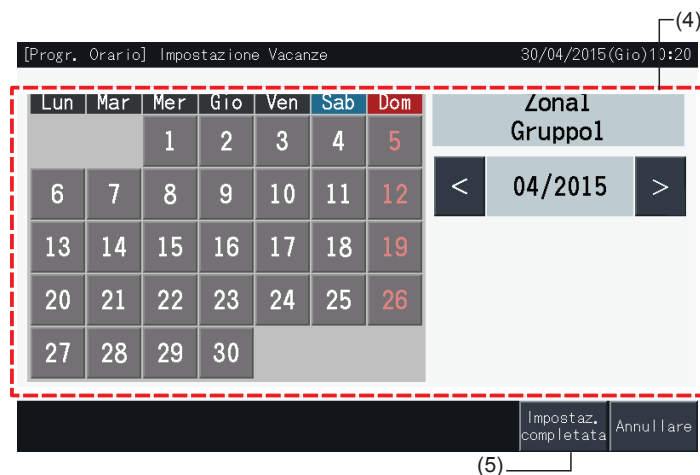 (4)
[Progr. Orario] Impostazione Vacanze 30/04/2015(Gio)10:20
Lun Mar Mer Gio Ven Sab Dom
Zona1
Gruppo1
1 2 3 4 5
< 04/2015 >
6 7 8 9 10 11 12
13 14 15 16 17 18 19
20 21 22 23 24 25 26
27 28 29 30
Impostaz.
completata
Annullare
(5)